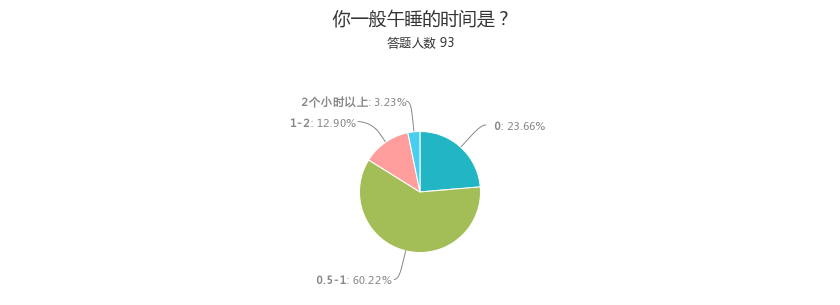 你一般午睡的时间是？
答题人数 93
2个小时以上: 3.23%
1-2: 12.90%
0: 23.66%
0.5-1: 60.22%